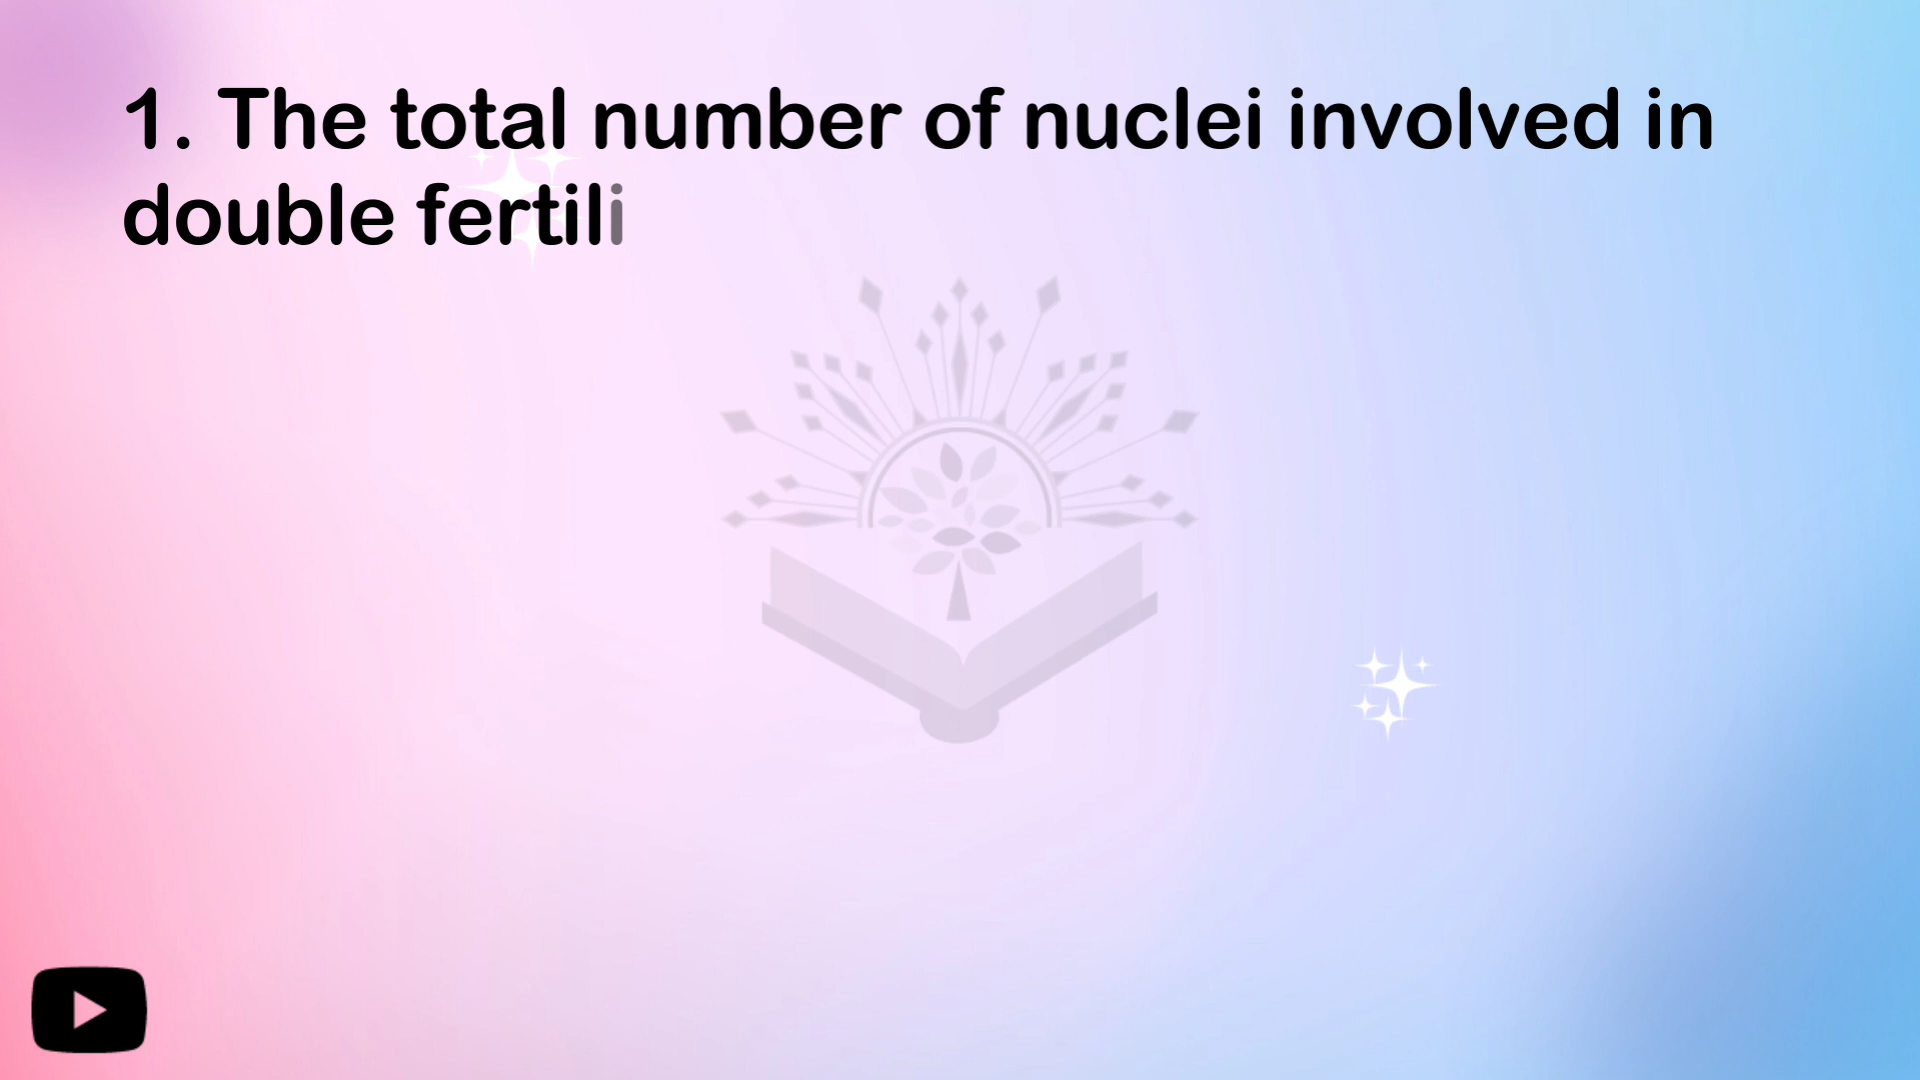 1. The total number of nuclei involved in
double fertili